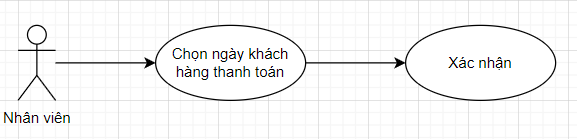 Chọn ngày khách
hàng thanh toán
Xác nhận
Nhân viên